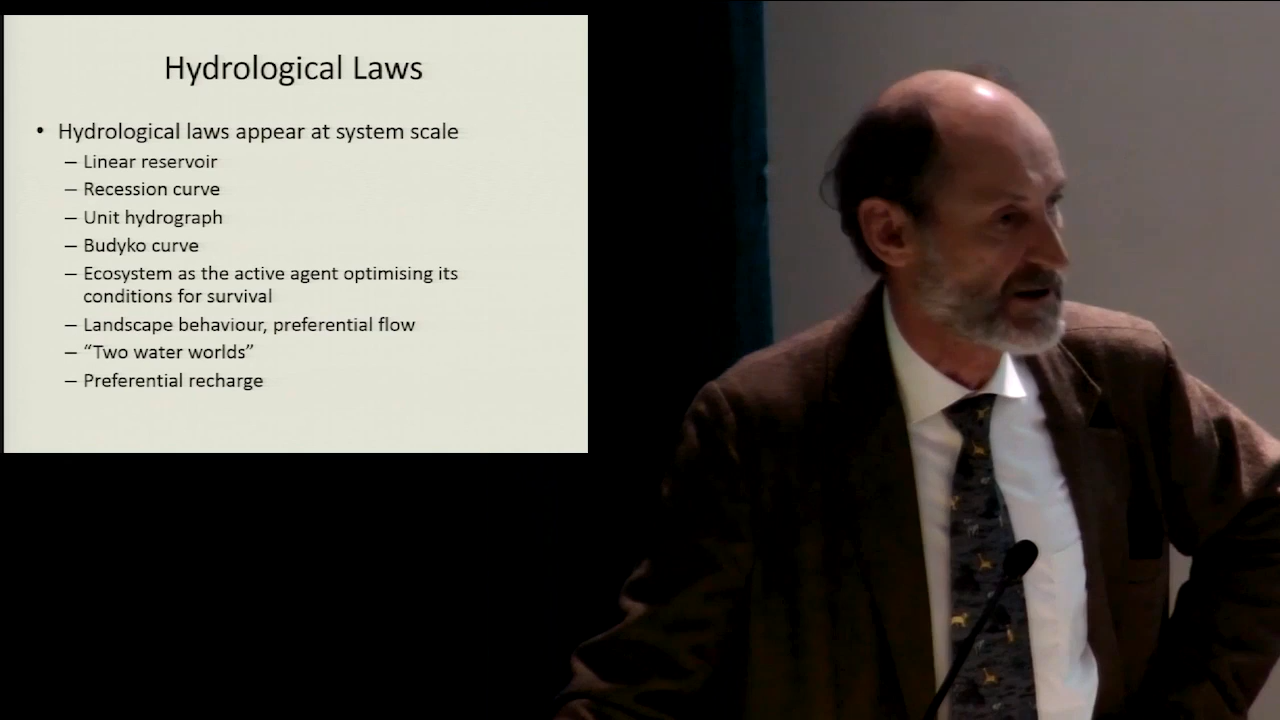 Hydrological Laws
• Hydrological laws appear at system scale
– Linear reservoir
– Recession curve
– Unit hydrograph
– Budyko curve
– Ecosystem as the active agent optimising its
conditions for survival
– Landscape behaviour, preferential flow
– “Two water worlds”
– Preferential recharge